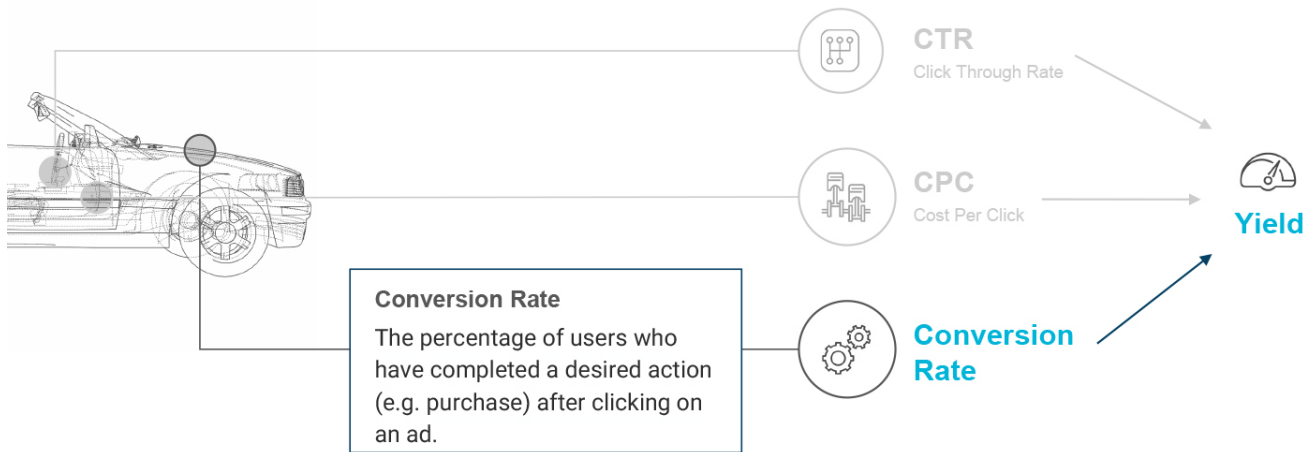 CTR
Click Through Rate
CPC
Cost Per Click
Yield
Conversion Rate
The percentage of users who
have completed a desired action
(e.g. purchase) after clicking on
an ad.
Conversion
Rate